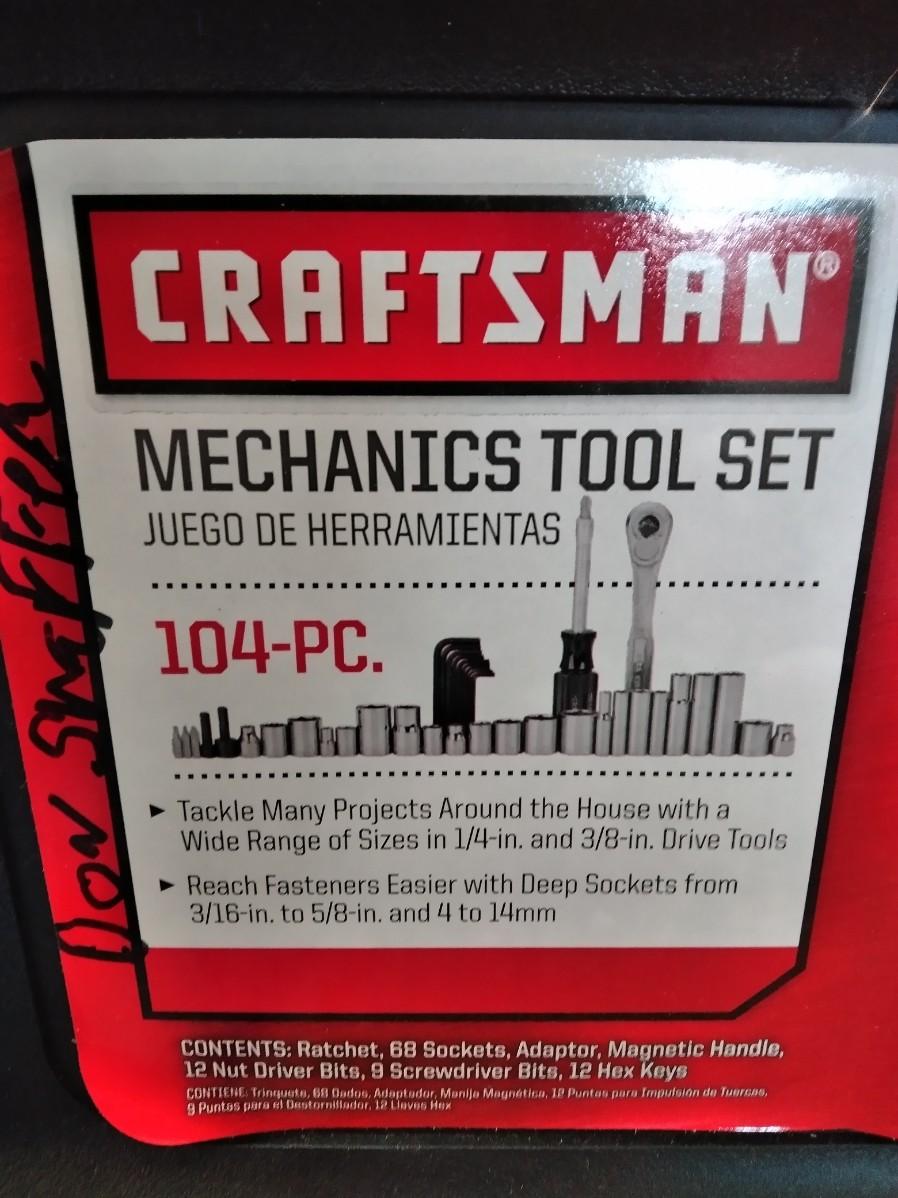 CRAFTSMAN®
MECHANICS TOOL SET
JUEGO DE HERRAMIENTAS
104-PC.
► Tackle Many Projects Around the House with a
Wide Range of Sizes in 1/4-in. and 3/8-in. Drive Tools
► Reach Fasteners Easier with Deep Sockets from
3/16-in. to 5/8-in. and 4 to 14mm
CONTENTS: Ratchet, 68 Sockets, Adaptor, Magnetic Handle,
12 Nut Driver Bits, 9 Screwdriver Bits, 12 Hex Keys
CONTIENE: Trinquete, 68 Dados, Adaptador, Manija Magnética, 12 Puntas para Impulsión de Tuercas,
9 Puntas para el Destornillador, 12 Llaves Hex
Don